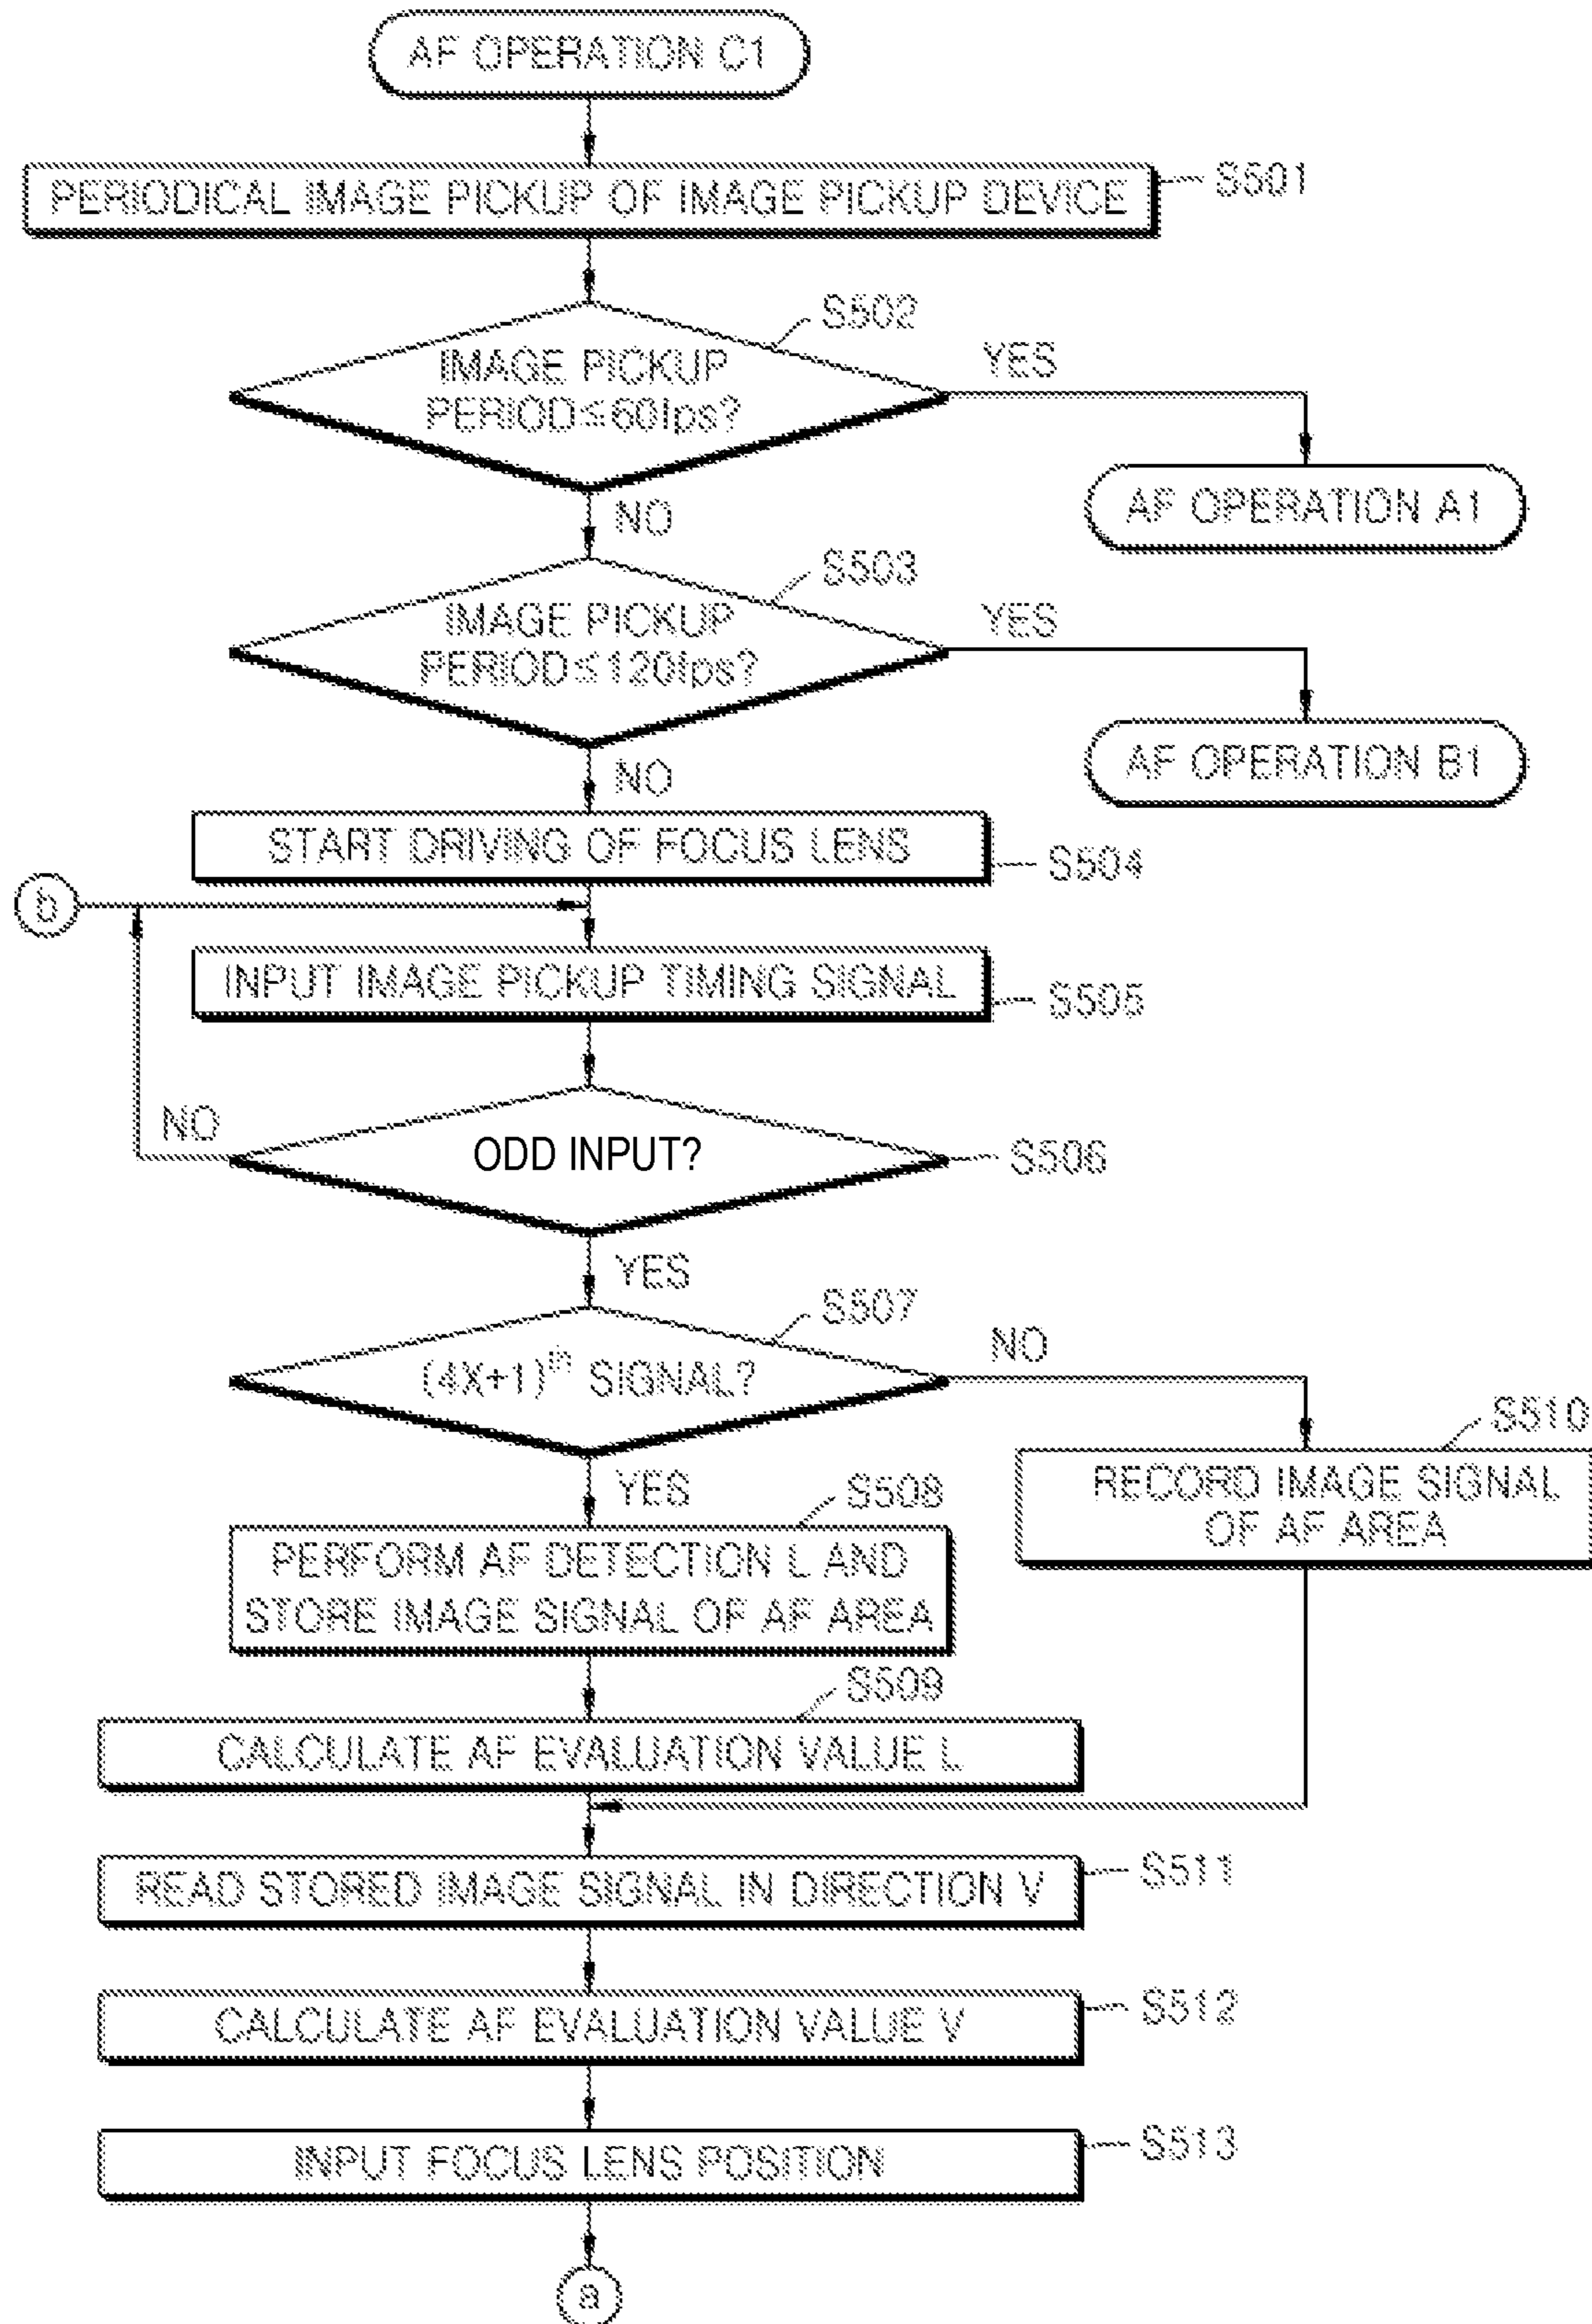 AF OPERATION C1
PERIODICAL IMAGE PICKUP OF IMAGE PICKUP DEVICE
S501
S502
IMAGE PICKUP
PERIOD≤60fps?
YES
AF OPERATION A1
NO
S503
IMAGE PICKUP
PERIOD≤120fps?
YES
AF OPERATION B1
NO
START DRIVING OF FOCUS LENS
S504
b
INPUT IMAGE PICKUP TIMING SIGNAL
S505
NO
ODD INPUT?
S506
YES
S507
(4X+1)th SIGNAL?
NO
S510
RECORD IMAGE SIGNAL
OF AF AREA
YES
S508
PERFORM AF DETECTION L AND
STORE IMAGE SIGNAL OF AF AREA
S509
CALCULATE AF EVALUATION VALUE L
READ STORED IMAGE SIGNAL IN DIRECTION V
S511
CALCULATE AF EVALUATION VALUE V
S512
INPUT FOCUS LENS POSITION
S513
a